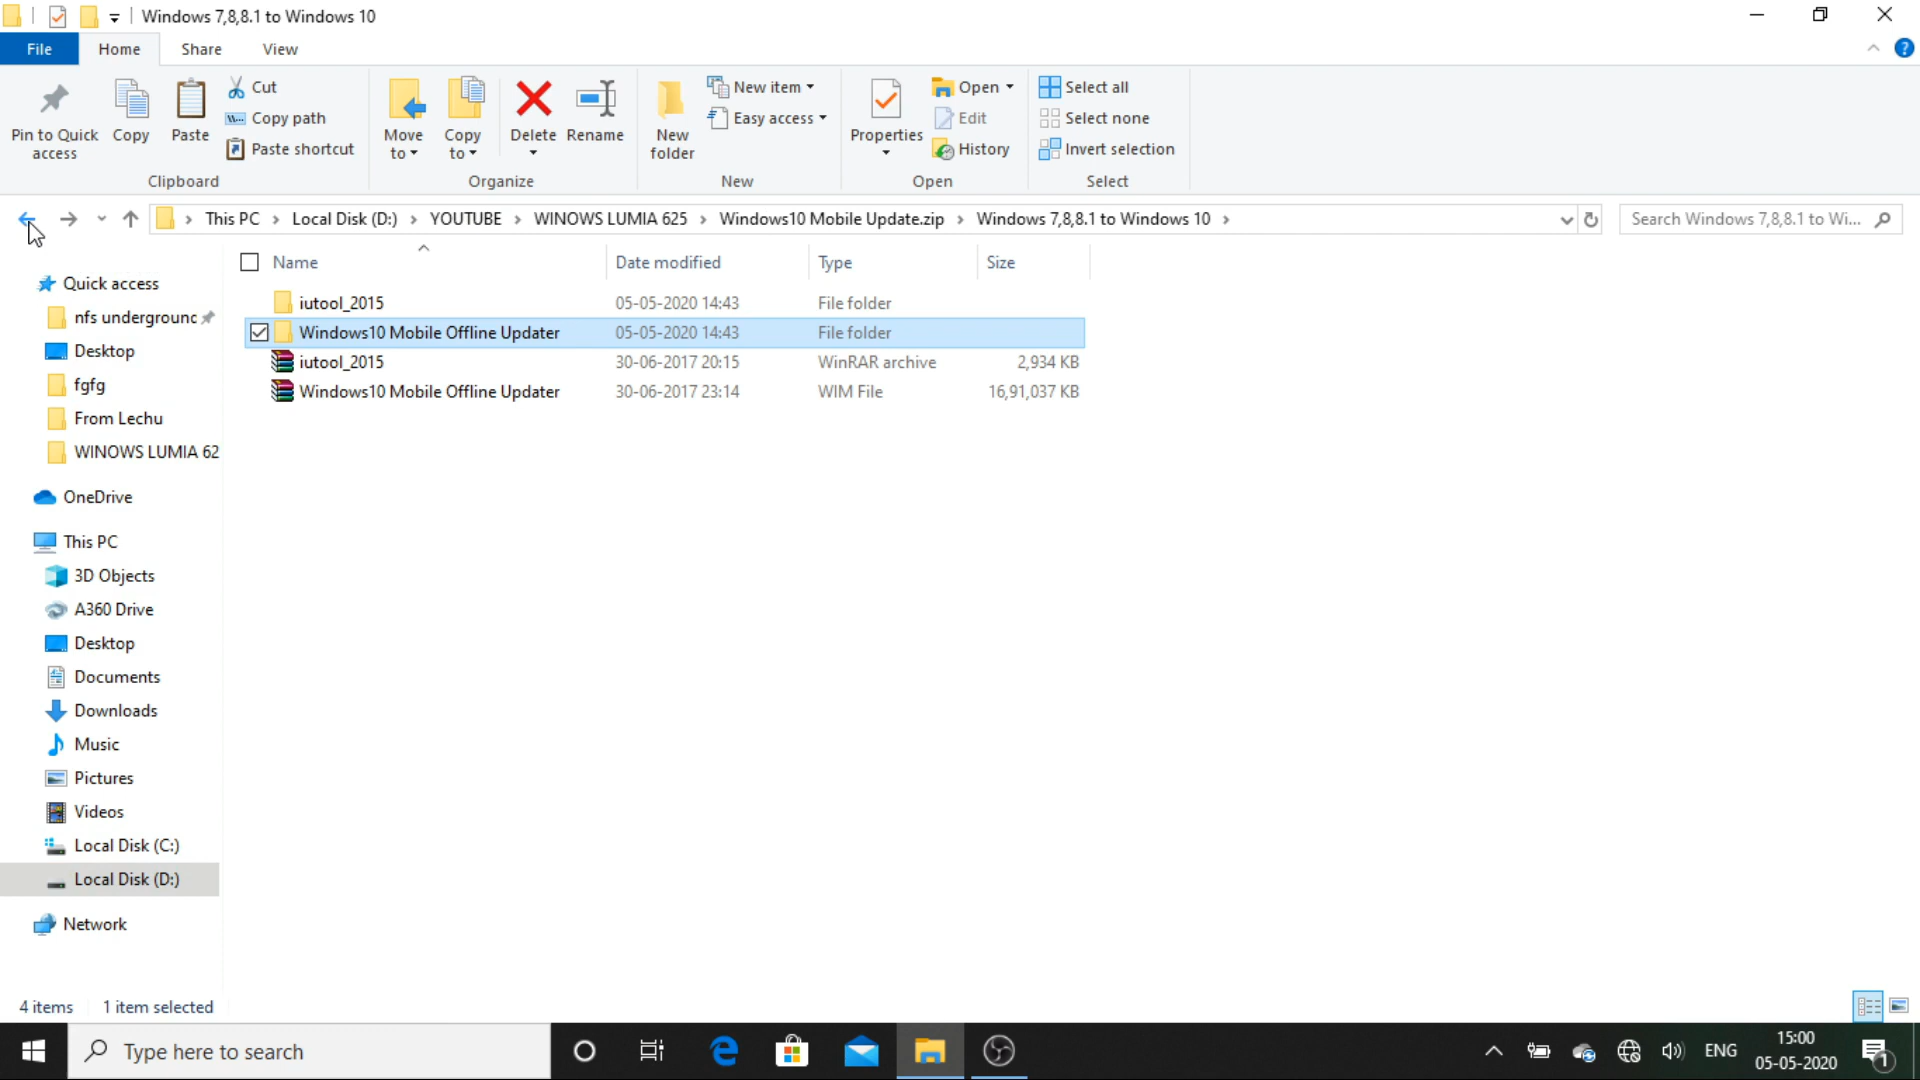 Windows 7,8,8.1 to Windows 10
File Home Share View
Pin to Quick access
Copy
Paste
Cut
Copy path
Paste shortcut
Clipboard
Move to
Copy to
Delete
Rename
Organize
New folder
New item
Easy access
New
Properties
Open
Edit
History
Open
Select all
Select none
Invert selection
Select
This PC > Local Disk (D:) > YOUTUBE > WINOWS LUMIA 625 > Windows10 Mobile Update.zip > Windows 7,8,8.1 to Windows 10 >
Search Windows 7,8,8.1 to Wi...
Name Date modified Type Size
iutool_2015 05-05-2020 14:43 File folder
Windows10 Mobile Offline Updater 05-05-2020 14:43 File folder
iutool_2015 30-06-2017 20:15 WinRAR archive 2,934 KB
Windows10 Mobile Offline Updater 30-06-2017 23:14 WIM File 16,91,037 KB
Quick access
nfs undergrounc
Desktop
fgfg
From Lechu
WINOWS LUMIA 62
OneDrive
This PC
3D Objects
A360 Drive
Desktop
Documents
Downloads
Music
Pictures
Videos
Local Disk (C:)
Local Disk (D:)
Network
4 items 1 item selected
Type here to search
ENG
15:00
05-05-2020
1